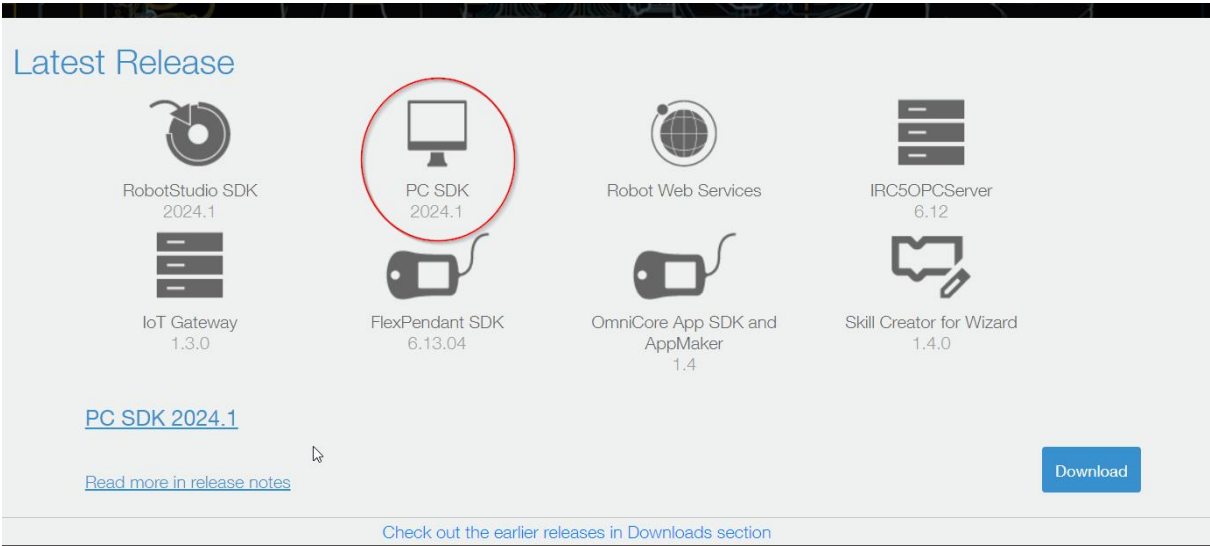 Latest Release
RobotStudio SDK
2024.1
PC SDK
2024.1
Robot Web Services
IRC5OPCServer
6.12
IoT Gateway
1.3.0
FlexPendant SDK
6.13.04
OmniCore App SDK and
AppMaker
1.4
Skill Creator for Wizard
1.4.0
PC SDK 2024.1
Read more in release notes
Download
Check out the earlier releases in Downloads section